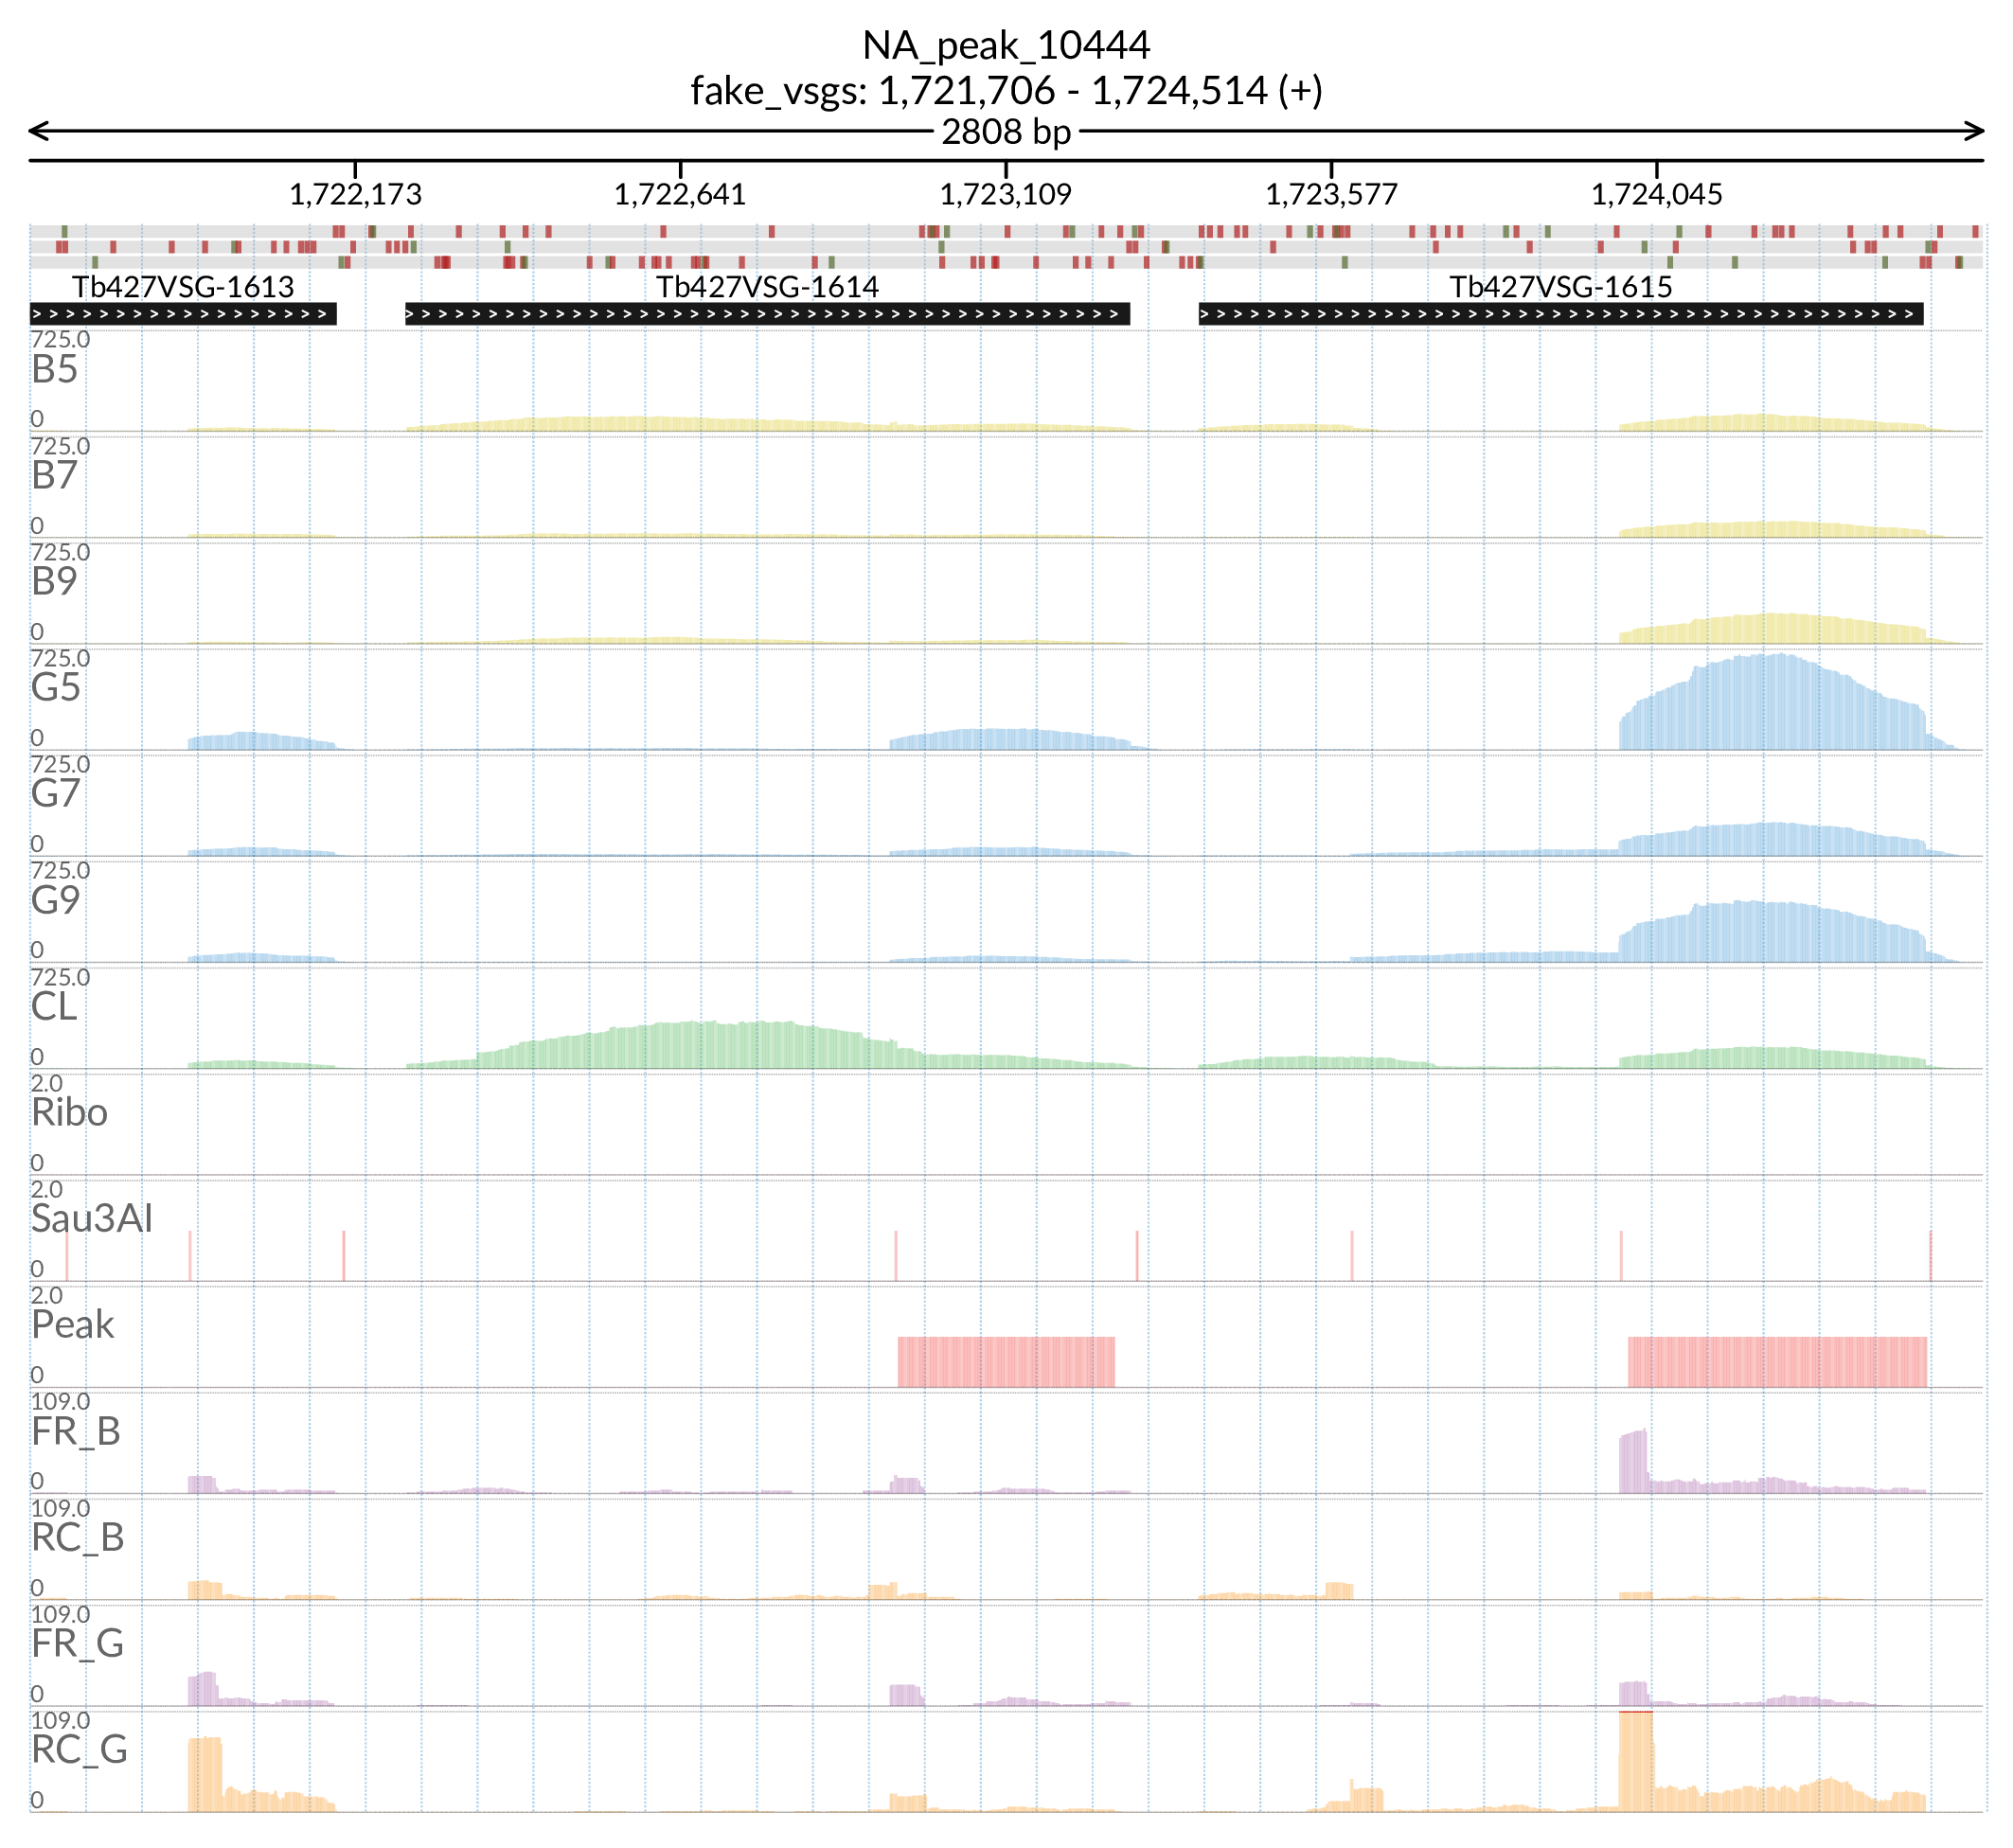 NA_peak_10444
fake_vsgs: 1,721,706 - 1,724,514 (+)
2808 bp
1,722,173 1,722,641 1,723,109 1,723,577 1,724,045
Tb427VSG-1613 Tb427VSG-1614 Tb427VSG-1615
725.0
B5
0
725.0
B7
0
725.0
B9
0
725.0
G5
0
725.0
G7
0
725.0
G9
0
725.0
CL
0
2.0
Ribo
0
2.0
Sau3AI
0
2.0
Peak
0
109.0
FR_B
0
109.0
RC_B
0
109.0
FR_G
0
109.0
RC_G
0